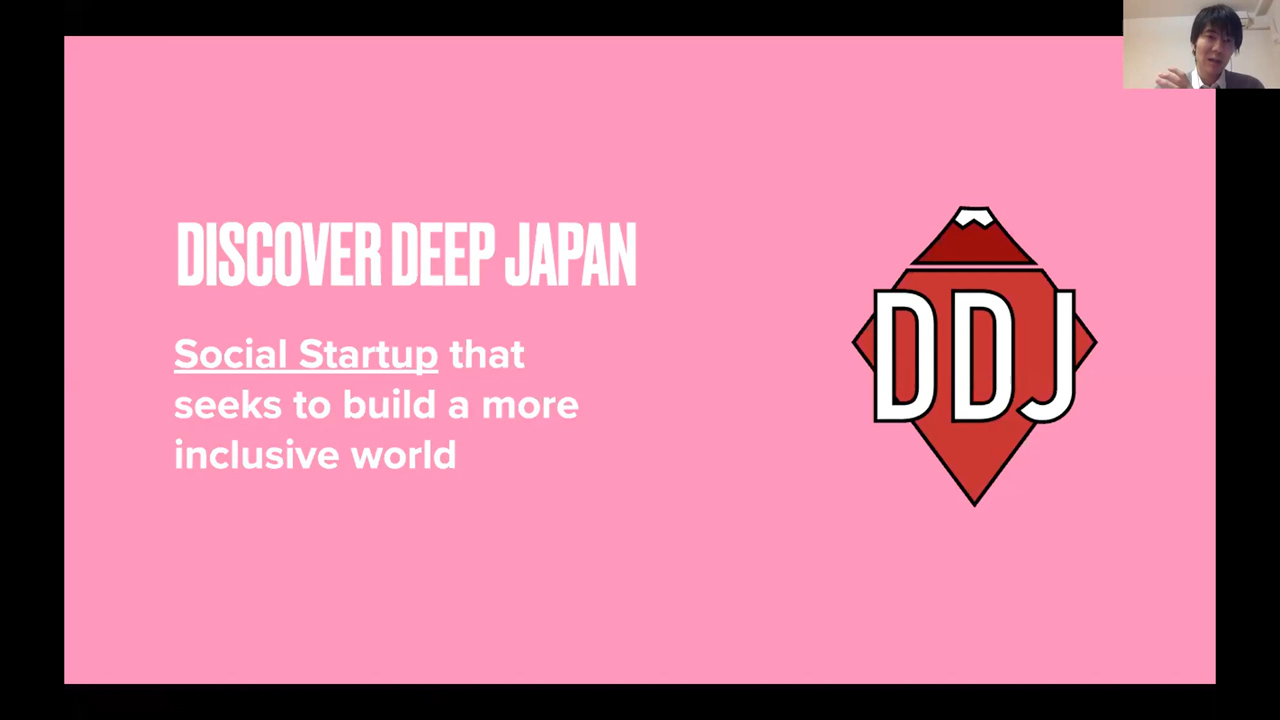 DISCOVER DEEP JAPAN
Social Startup that
seeks to build a more
inclusive world
DDJ